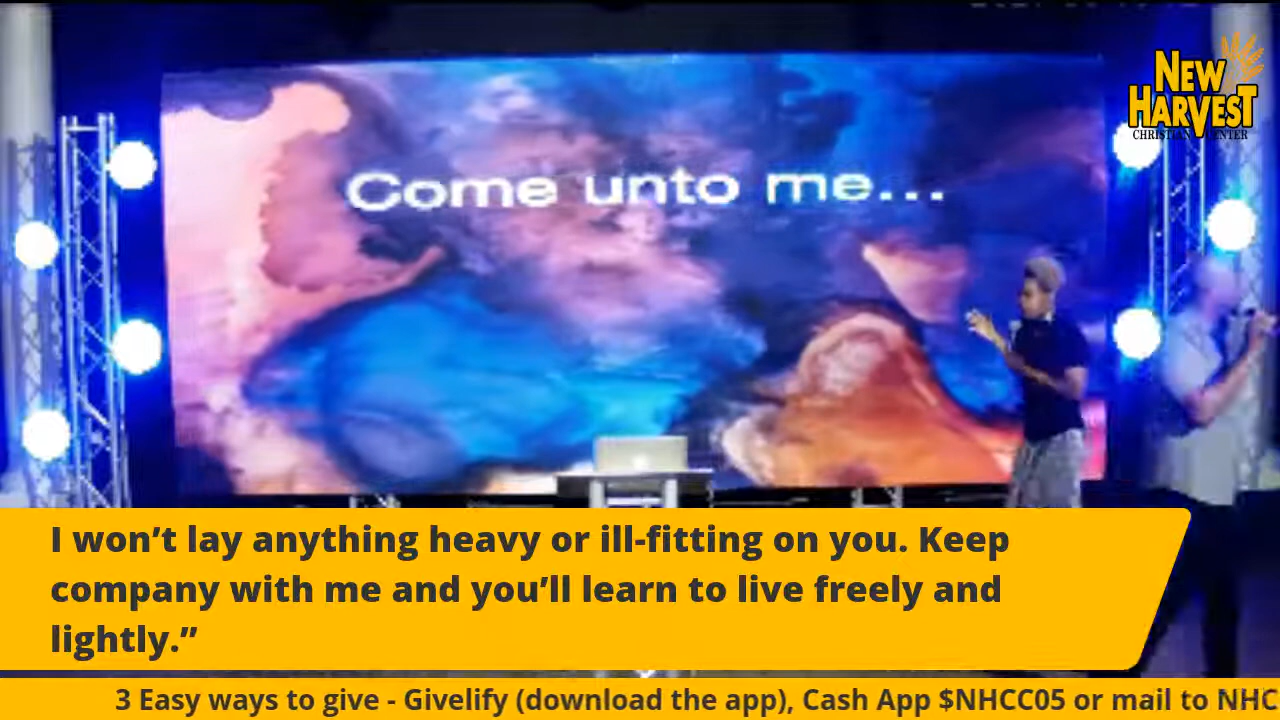 NEW
HARVEST
CHRISTIAN CENTER
Come unto me...
I won’t lay anything heavy or ill-fitting on you. Keep
company with me and you’ll learn to live freely and
lightly.”
3 Easy ways to give - Givelify (download the app), Cash App $NHCC05 or mail to NHC